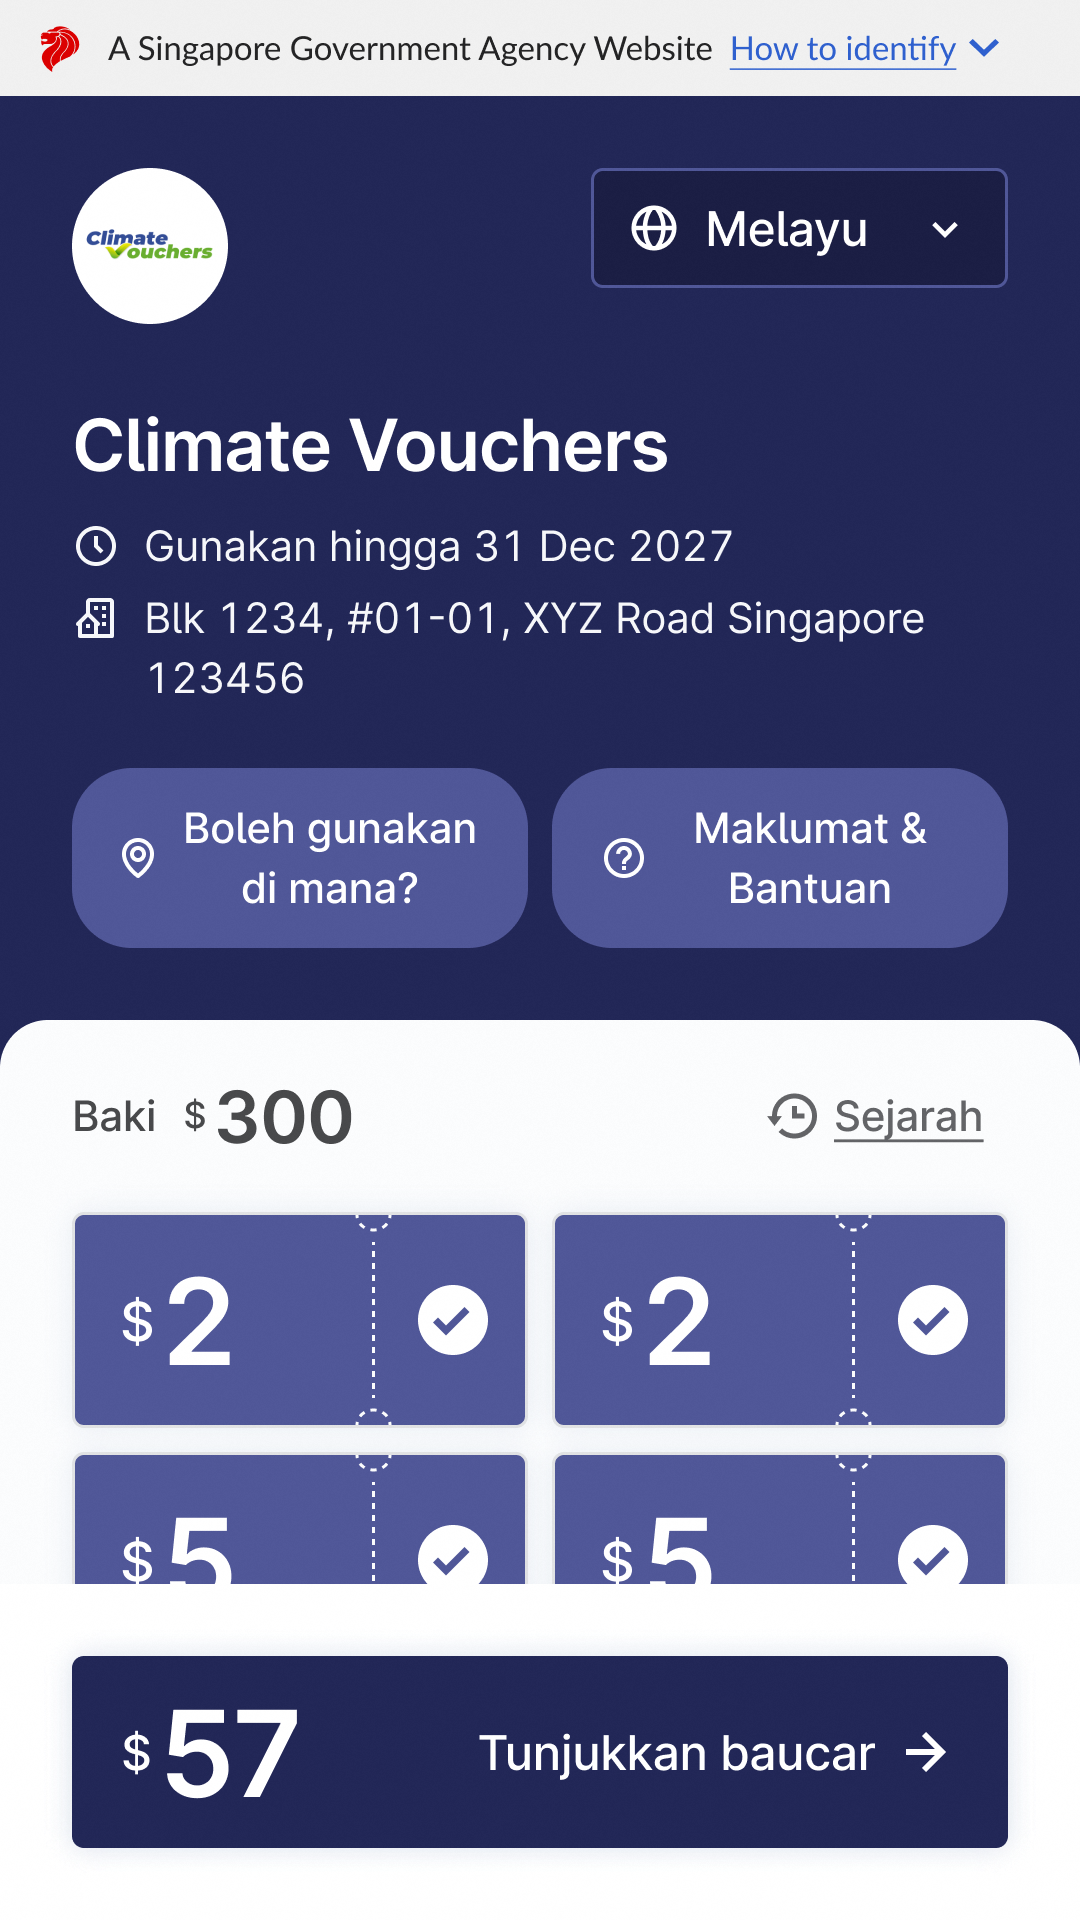 A Singapore Government Agency Website How to identify
Climate
Vouchers
Melayu
Climate Vouchers
Gunakan hingga 31 Dec 2027
Blk 1234, #01-01, XYZ Road Singapore
123456
Boleh gunakan
di mana?
Maklumat &
Bantuan
Baki $300
Sejarah
$2
$2
$5
$5
$57 Tunjukkan baucar